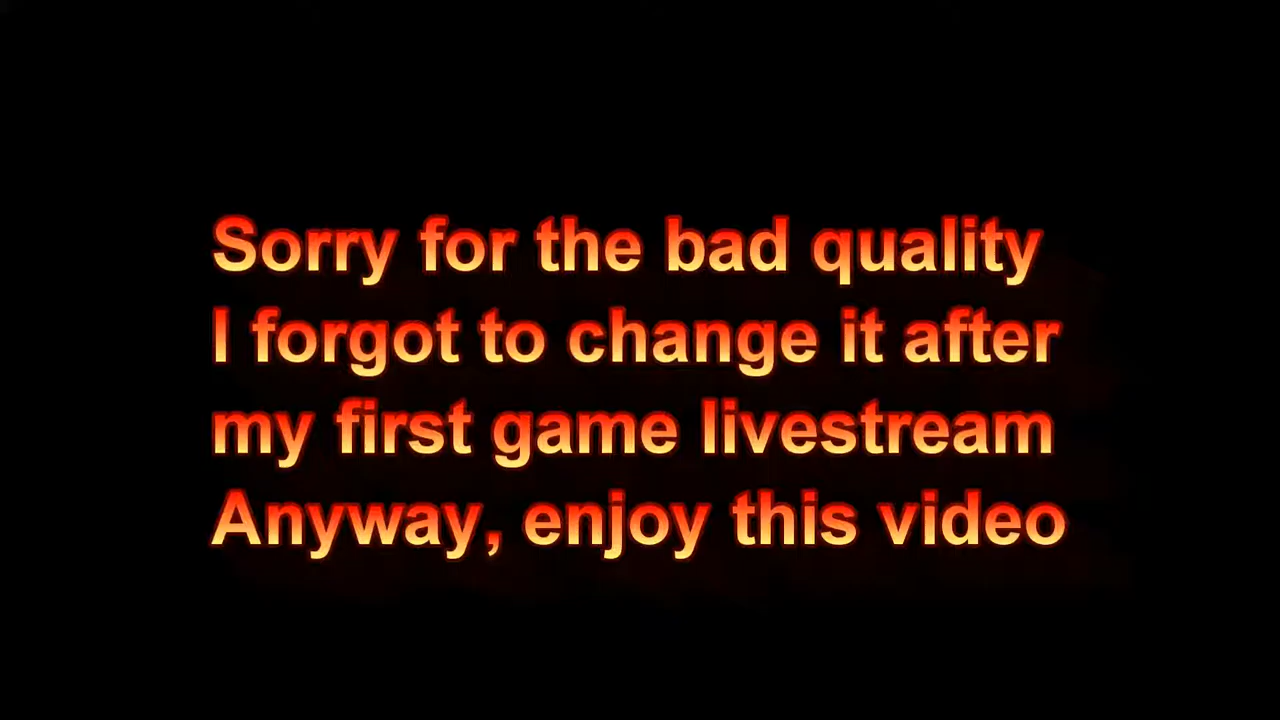 Sorry for the bad quality
I forgot to change it after
my first game livestream
Anyway, enjoy this video